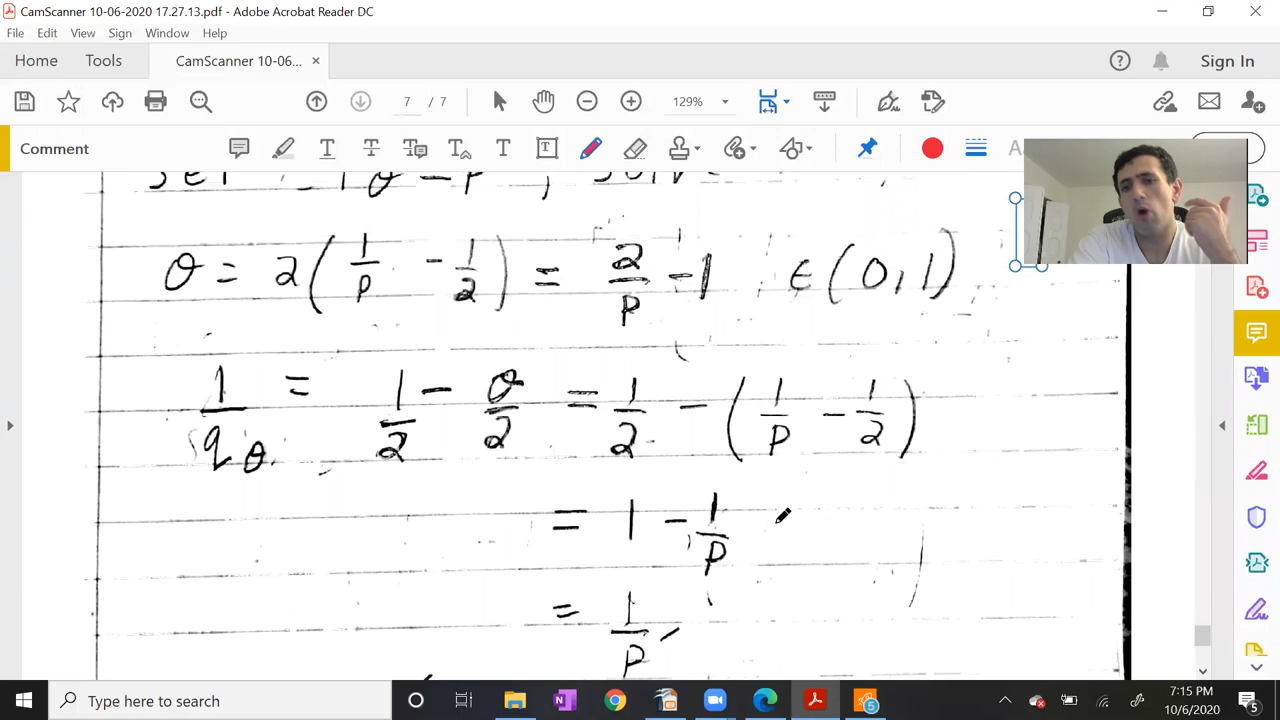 CamScanner 10-06-2020 17.27.13.pdf - Adobe Acrobat Reader DC
File Edit View Sign Window Help
Home Tools CamScanner 10-06... × Sign In
7 / 7 129%
Comment
θ = 2(1/p - 1/2) = 2/p - 1 ∈ (0,1)
1/q_θ = 1/2 - θ/2 = 1/2 - (1/p - 1/2)
= 1 - 1/p
= 1/p'
Type here to search
7:15 PM
10/6/2020
5
5